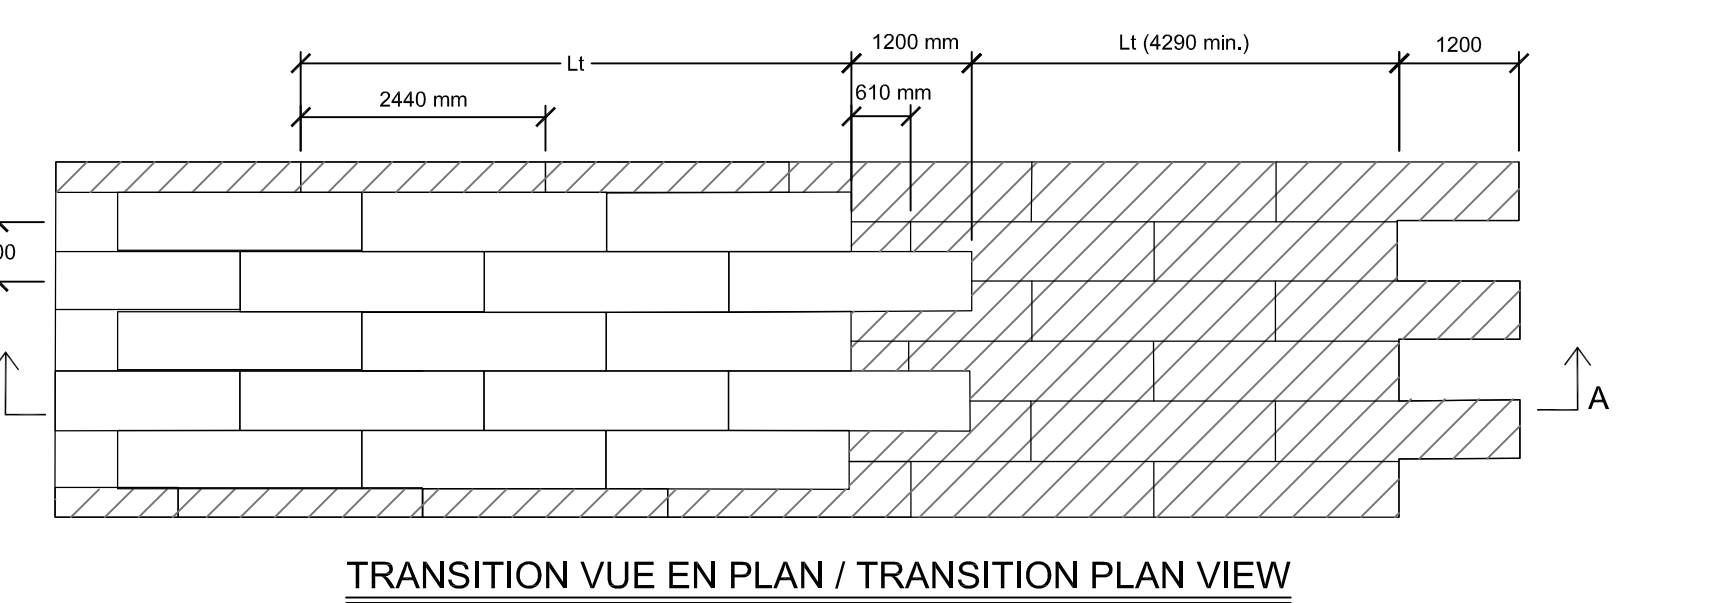 Lt
1200 mm
Lt (4290 min.)
1200
2440 mm
610 mm
A
TRANSITION VUE EN PLAN / TRANSITION PLAN VIEW